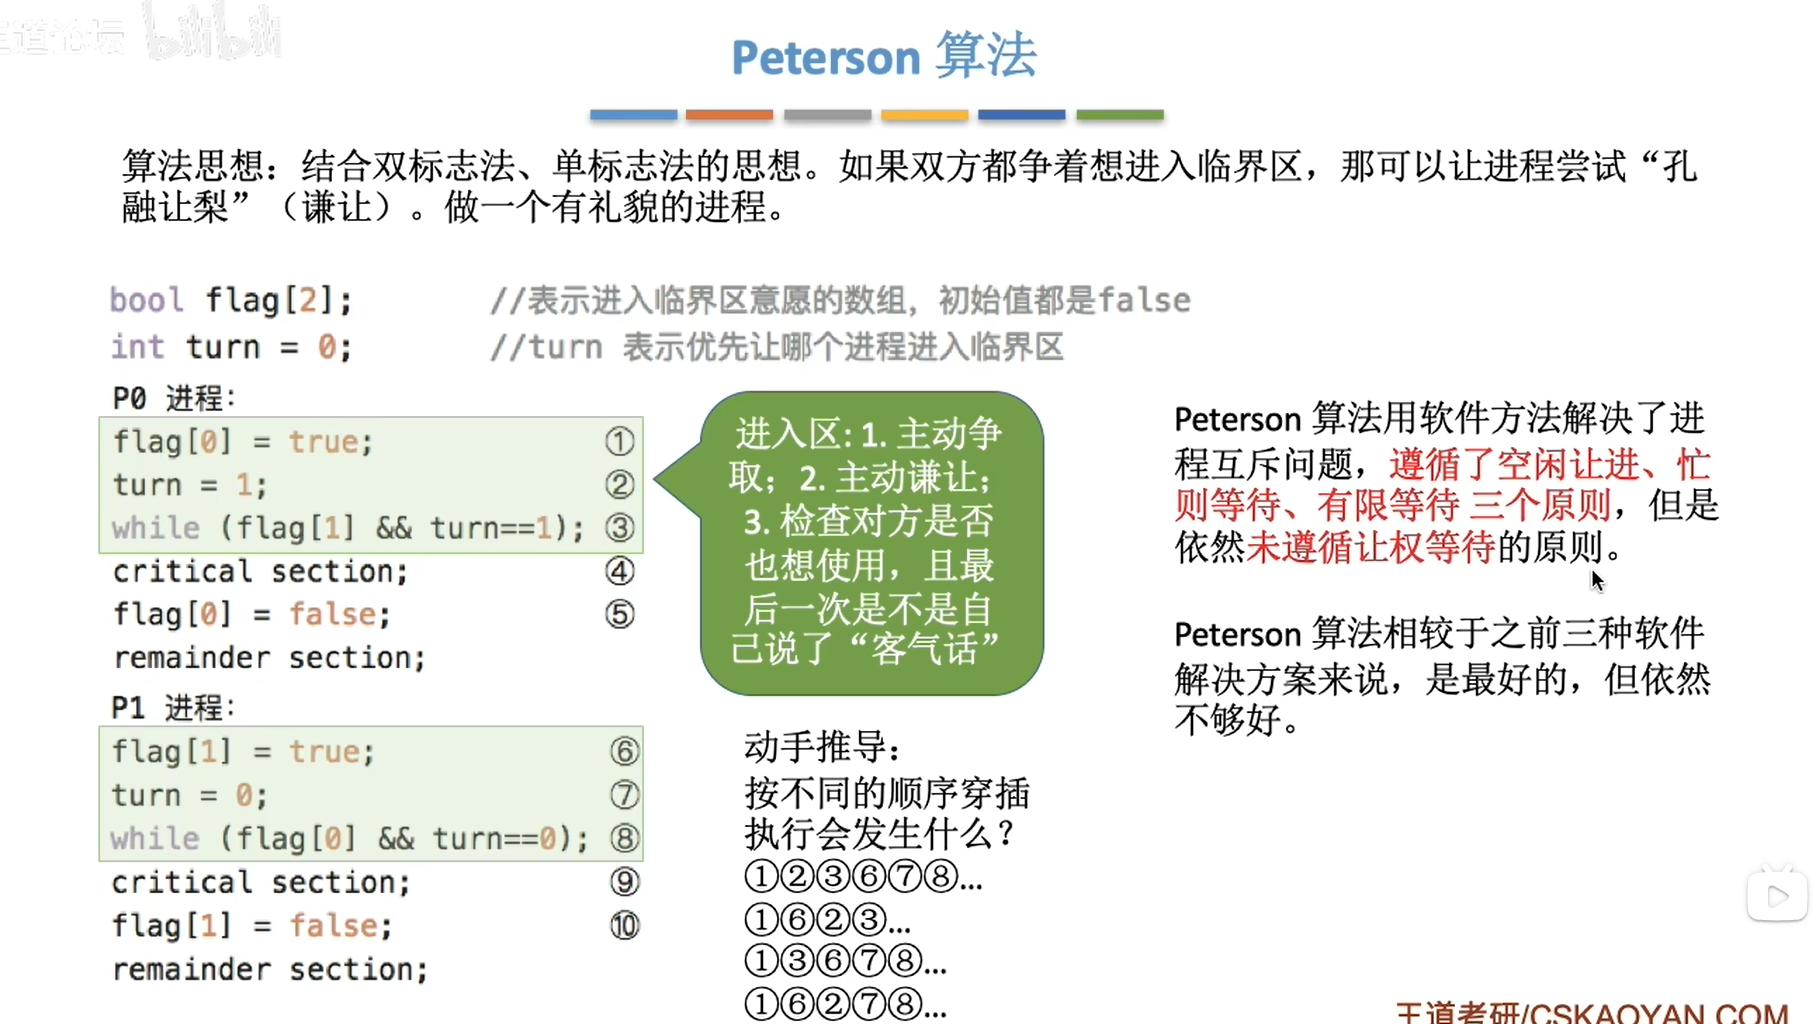 王道论坛 bilibili
Peterson 算法
算法思想：结合双标志法、单标志法的思想。如果双方都争着想进入临界区，那可以让进程尝试“孔
融让梨”（谦让）。做一个有礼貌的进程。
bool flag[2]; //表示进入临界区意愿的数组，初始值都是false
int turn = 0; //turn 表示优先让哪个进程进入临界区
P0 进程：
flag[0] = true; ①
turn = 1; ②
while (flag[1] && turn==1); ③
critical section; ④
flag[0] = false; ⑤
remainder section;
P1 进程：
flag[1] = true; ⑥
turn = 0; ⑦
while (flag[0] && turn==0); ⑧
critical section; ⑨
flag[1] = false; ⑩
remainder section;
进入区: 1. 主动争
取；2. 主动谦让；
3. 检查对方是否
也想使用，且最
后一次是不是自
己说了“客气话”
动手推导：
按不同的顺序穿插
执行会发生什么？
①②③⑥⑦⑧...
①⑥②③...
①③⑥⑦⑧...
①⑥②⑦⑧...
Peterson 算法用软件方法解决了进
程互斥问题，遵循了空闲让进、忙
则等待、有限等待 三个原则，但是
依然未遵循让权等待的原则。
Peterson 算法相较于之前三种软件
解决方案来说，是最好的，但依然
不够好。
王道考研/CSKAOYAN.COM